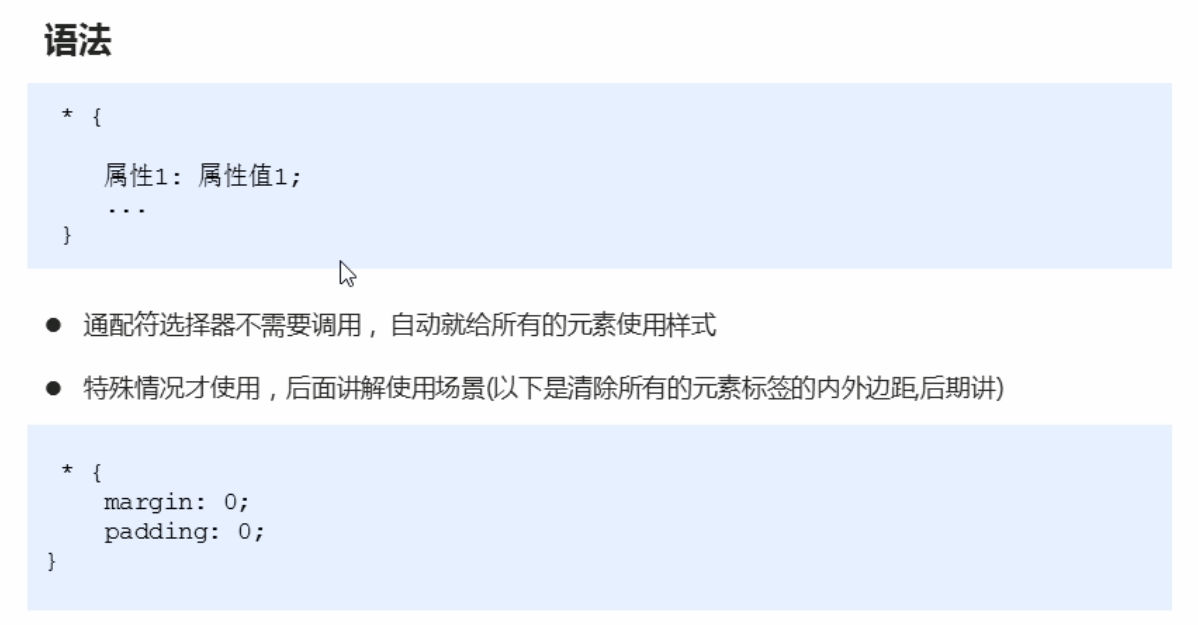 语法
* {
属性1: 属性值1;
...
}
● 通配符选择器不需要调用，自动就给所有的元素使用样式
● 特殊情况才使用，后面讲解使用场景(以下是清除所有的元素标签的内外边距,后期讲)
* {
margin: 0;
padding: 0;
}